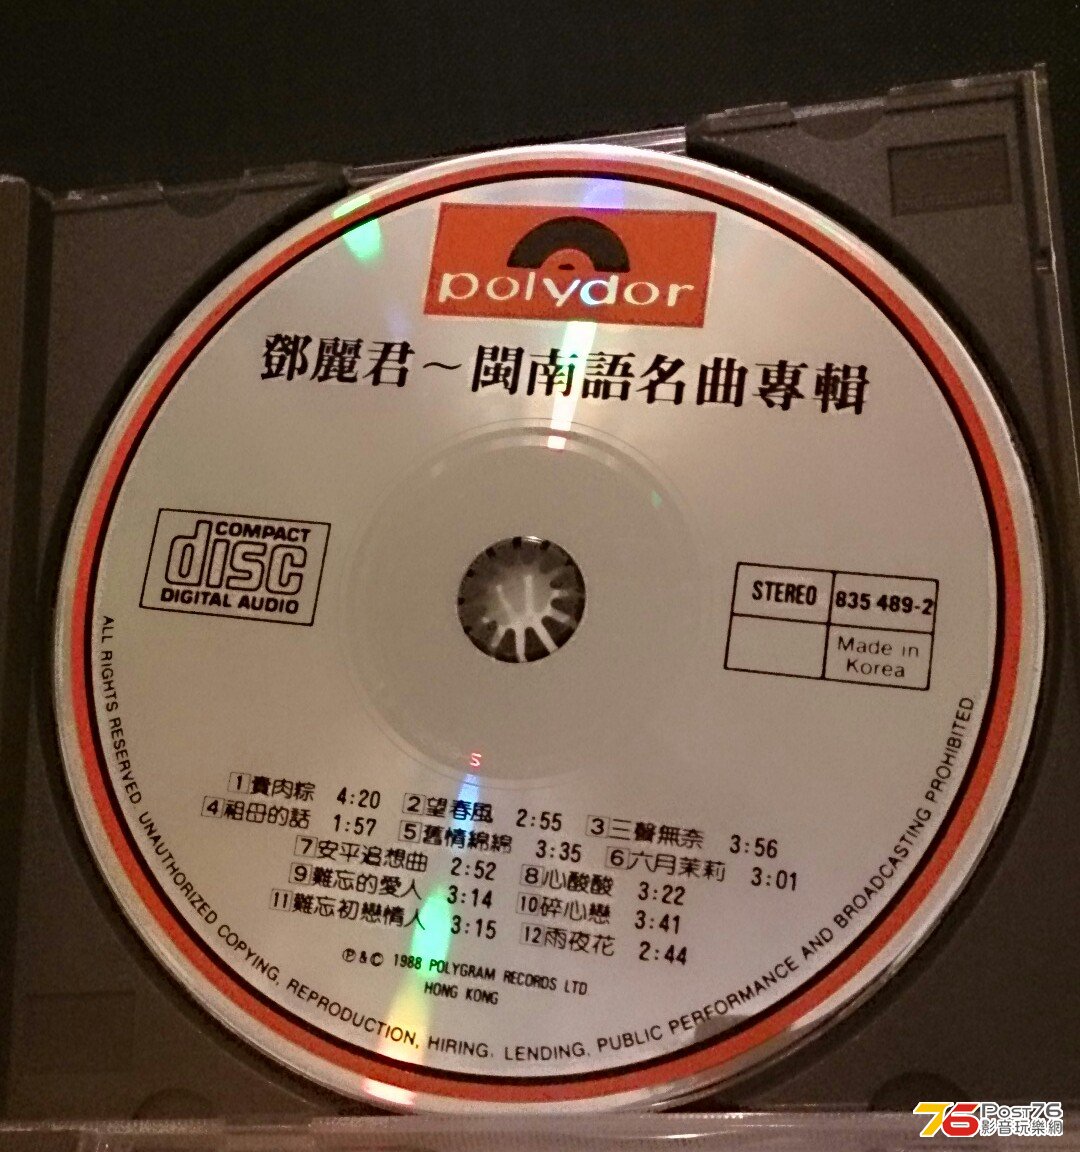 polydor
鄧麗君～閩南語名曲專輯
COMPACT
disc
DIGITAL AUDIO
STEREO 835 489-2
Made in
Korea
1 賣肉粽 4:20 2 望春風 2:55 3 三聲無奈 3:56
4 祖母的話 1:57 5 舊情綿綿 3:35 6 六月茉莉 3:01
7 安平追想曲 2:52 8 心酸酸 3:22
9 難忘的愛人 3:14 10 碎心戀 3:41
11 難忘初戀情人 3:15 12 雨夜花 2:44
℗&© 1988 POLYGRAM RECORDS LTD
HONG KONG
ALL RIGHTS RESERVED. UNAUTHORIZED COPYING, REPRODUCTION, HIRING, LENDING, PUBLIC PERFORMANCE AND BROADCASTING PROHIBITED
S
76 Post76
影音玩樂網